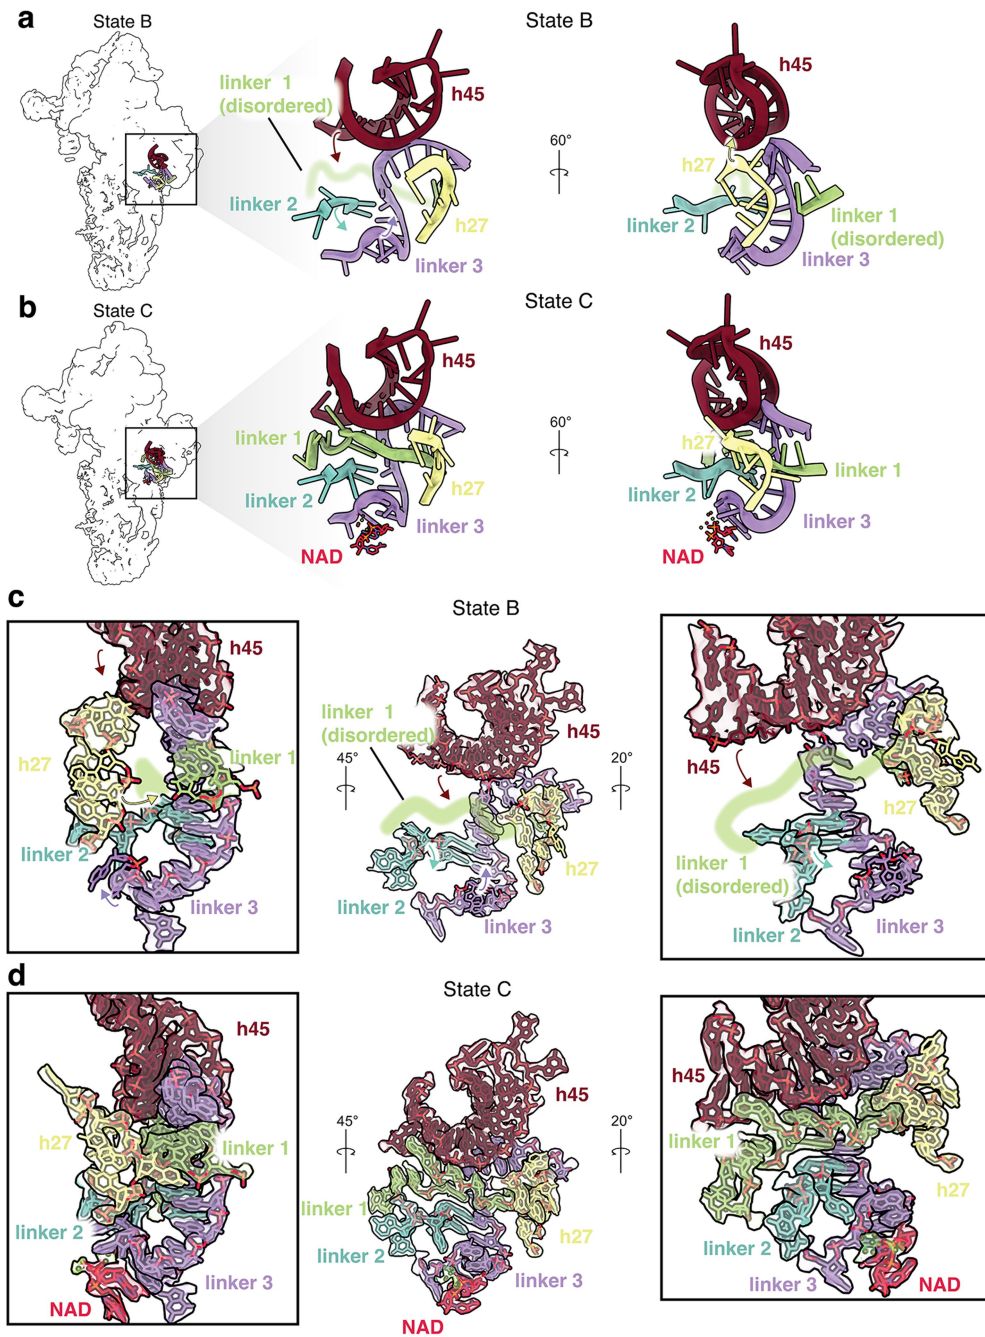 a
State B
State B
linker 1
(disordered)
h45
h45
60°
h27
linker 2
h27
linker 2
linker 1
(disordered)
linker 3
linker 3
b
State C
State C
h45
h45
linker 1
60°
h27
linker 1
linker 2
h27
linker 2
linker 3
linker 3
NAD
NAD
c
State B
h45
h45
linker 1
(disordered)
h27
linker 1
45°
20°
h45
h27
linker 2
h27
linker 1
(disordered)
linker 2
linker 3
linker 3
linker 2
linker 3
d
State C
h45
h45
h45
45°
20°
h27
linker 1
linker 1
linker 1
h27
h27
linker 2
linker 2
linker 2
linker 3
linker 3
linker 3
NAD
NAD
NAD